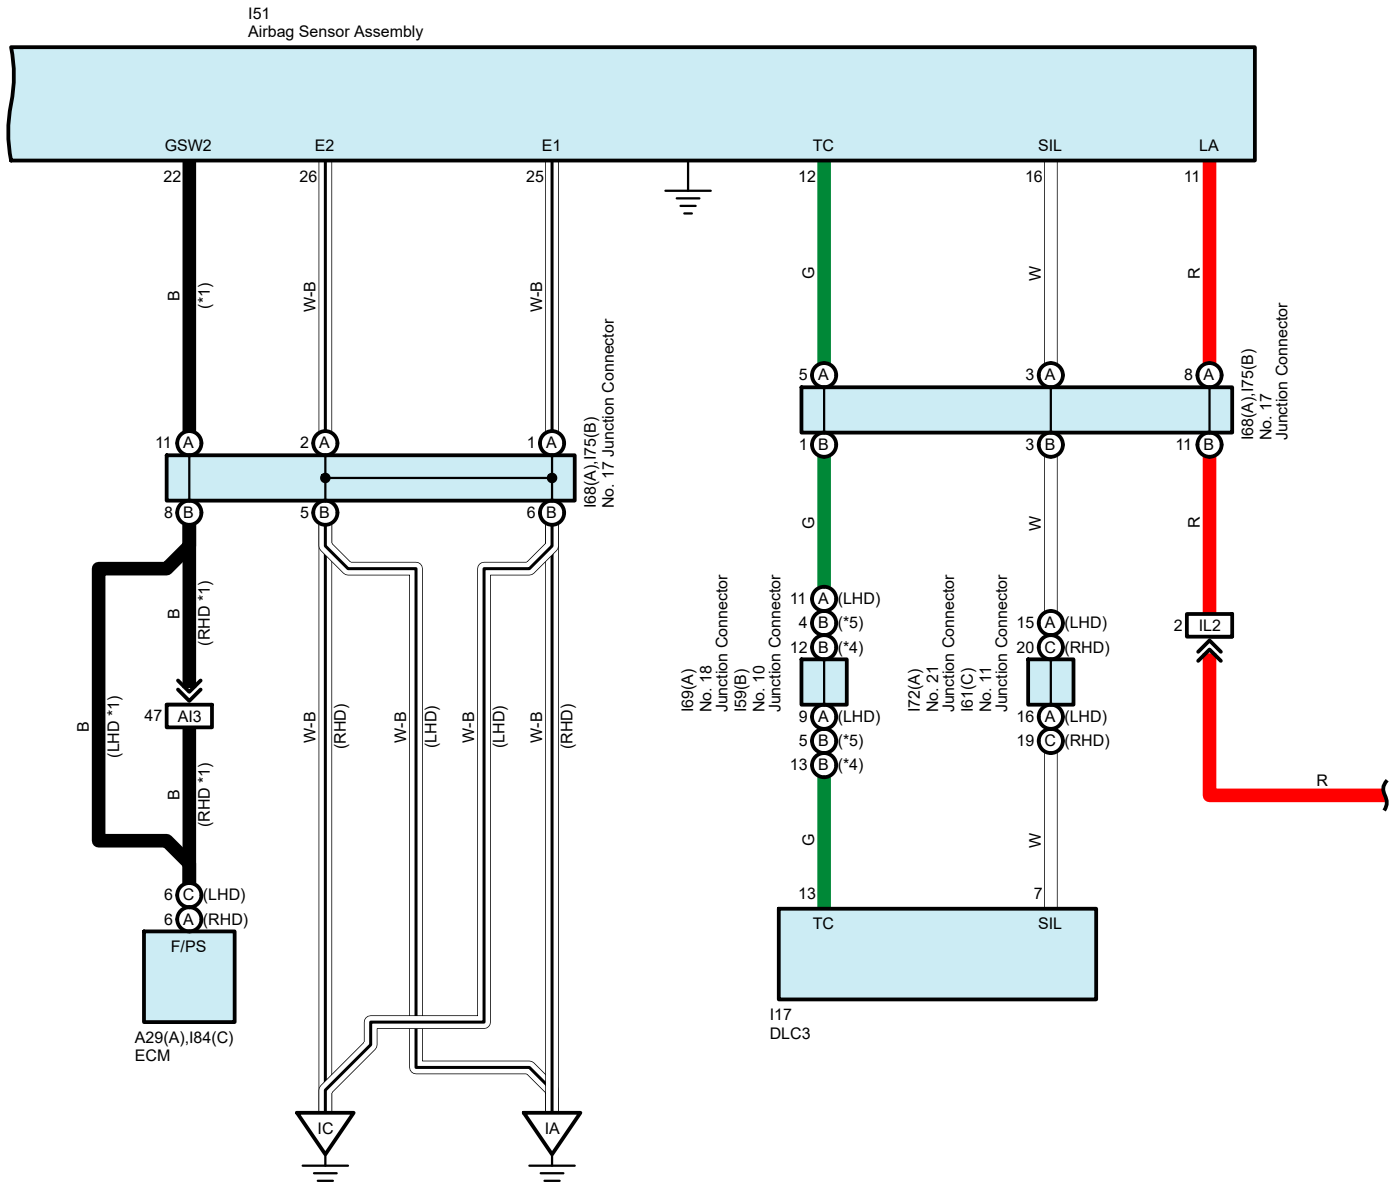 I51
Airbag Sensor Assembly
GSW2
E2
E1
TC
SIL
LA
22
26
25
12
16
11
B
(*1)
W-B
W-B
G
W
R
5 A
3 A
8 A
I68(A),I75(B)
No. 17
Junction Connector
1 B
3 B
11 B
11 A
2 A
1 A
I68(A),I75(B)
No. 17 Junction Connector
8 B
5 B
6 B
G
W
R
B
(RHD *1)
11 A (LHD)
4 B (*5)
12 B (*4)
I69(A)
No. 18
Junction Connector
I59(B)
No. 10
Junction Connector
9 A (LHD)
5 B (*5)
13 B (*4)
15 A (LHD)
20 C (RHD)
I72(A)
No. 21
Junction Connector
I61(C)
No. 11
Junction Connector
16 A (LHD)
19 C (RHD)
2 IL2
47 AI3
B
(LHD *1)
W-B
(RHD)
W-B
(LHD)
W-B
(LHD)
W-B
(RHD)
B
(RHD *1)
R
G
W
6 C (LHD)
6 A (RHD)
F/PS
A29(A),I84(C)
ECM
13
7
TC
SIL
I17
DLC3
IC
IA